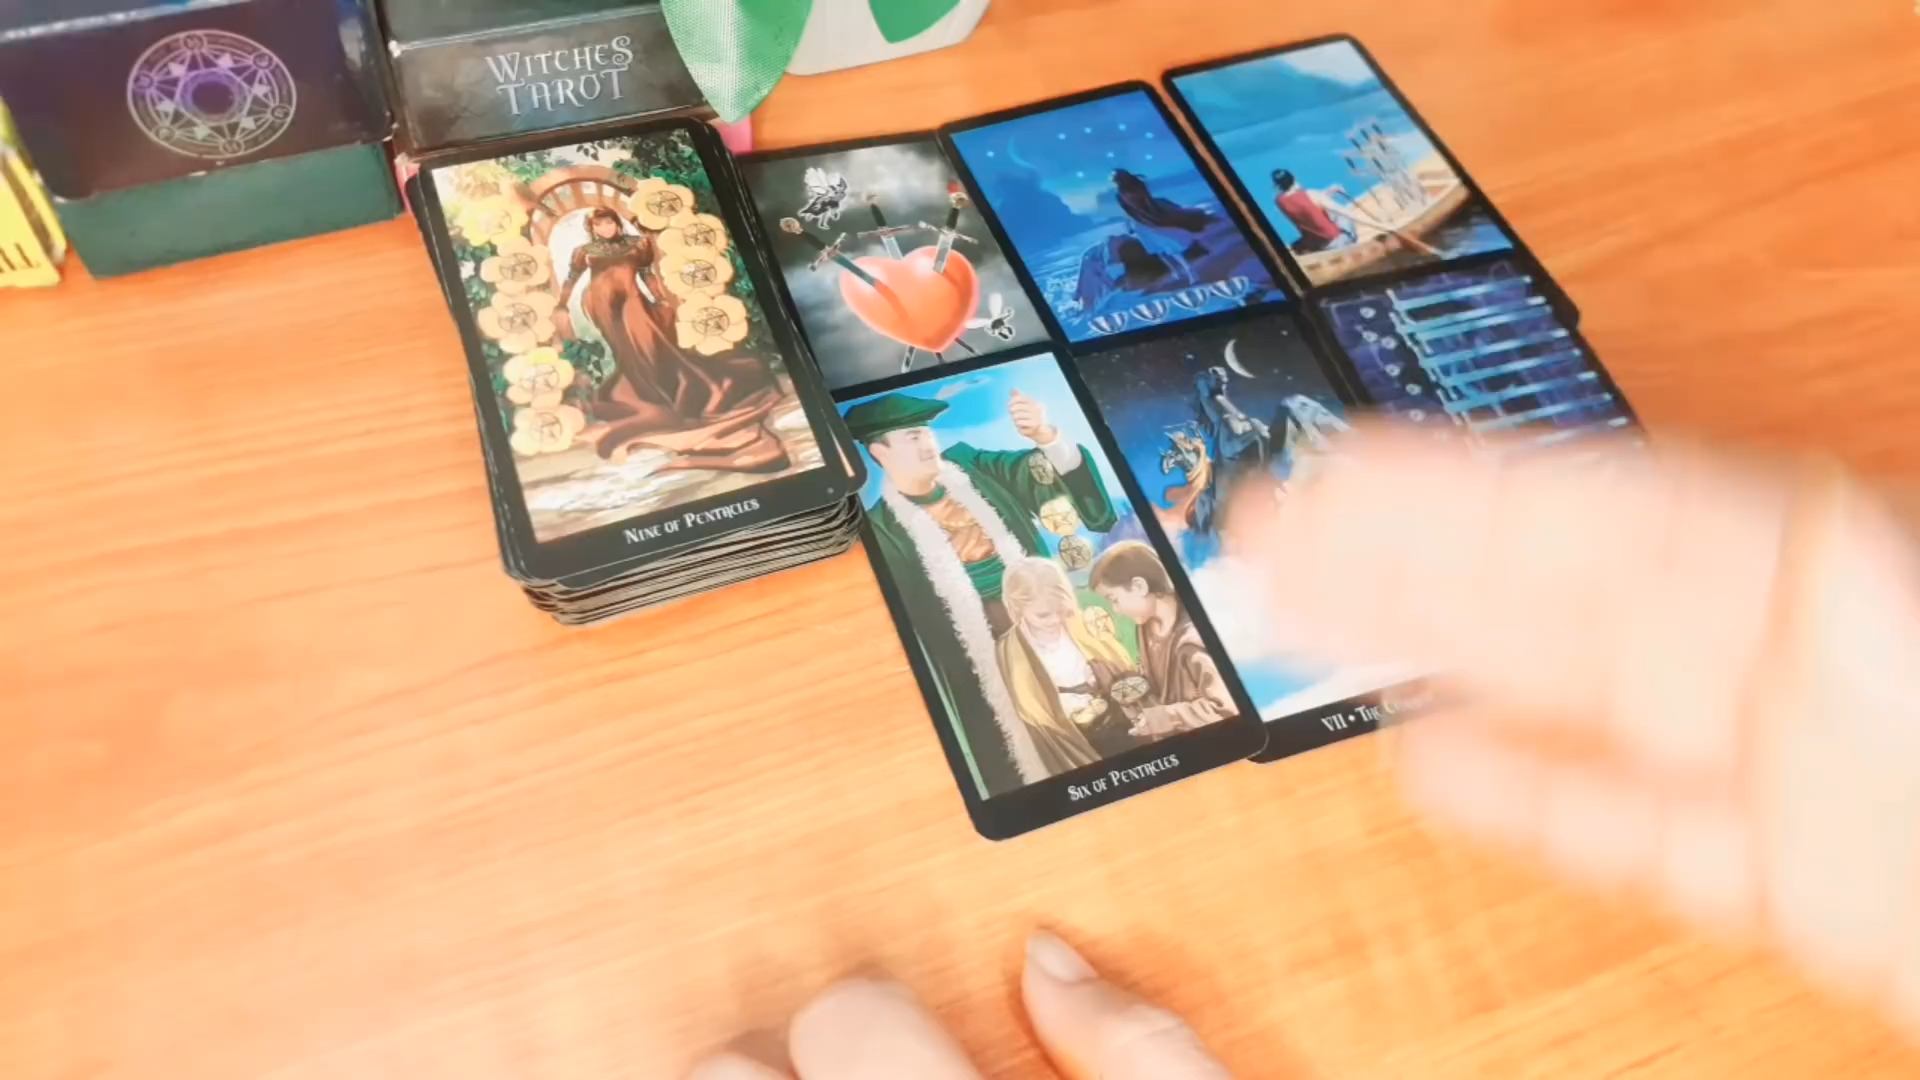 WITCHES
TAROT
NINE OF PENTACLES
SIX OF PENTACLES
VII • THE